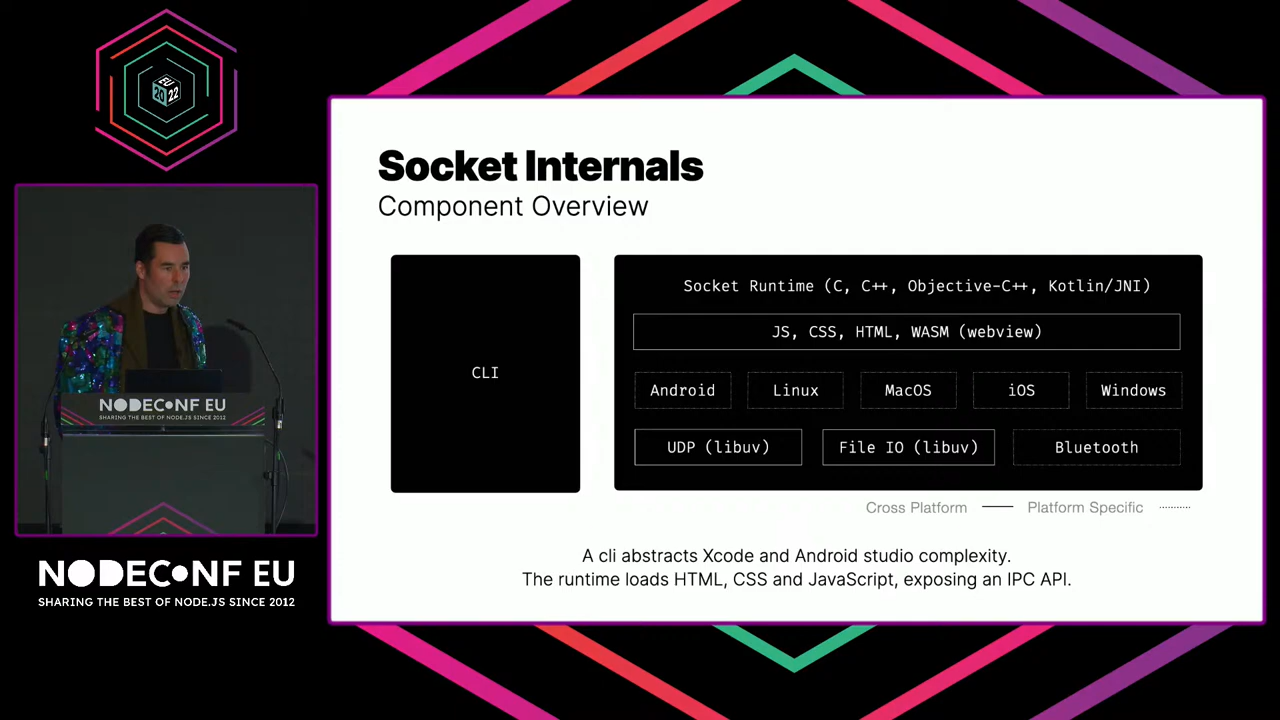 EU
20 22
Socket Internals
Component Overview
CLI
Socket Runtime (C, C++, Objective-C++, Kotlin/JNI)
JS, CSS, HTML, WASM (webview)
Android Linux MacOS iOS Windows
UDP (libuv) File IO (libuv) Bluetooth
Cross Platform Platform Specific
A cli abstracts Xcode and Android studio complexity.
The runtime loads HTML, CSS and JavaScript, exposing an IPC API.
NODECONF EU
SHARING THE BEST OF NODE.JS SINCE 2012
NODECONF EU
SHARING THE BEST OF NODE.JS SINCE 2012